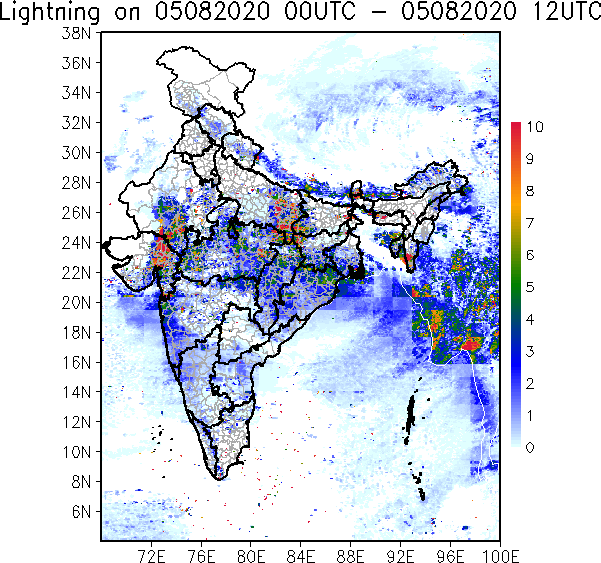 Lightning on 05082020 00UTC – 05082020 12UTC
38N
36N
34N
32N
30N
28N
26N
24N
22N
20N
18N
16N
14N
12N
10N
8N
6N
72E 76E 80E 84E 88E 92E 96E 100E
10
9
8
7
6
5
4
3
2
1
0